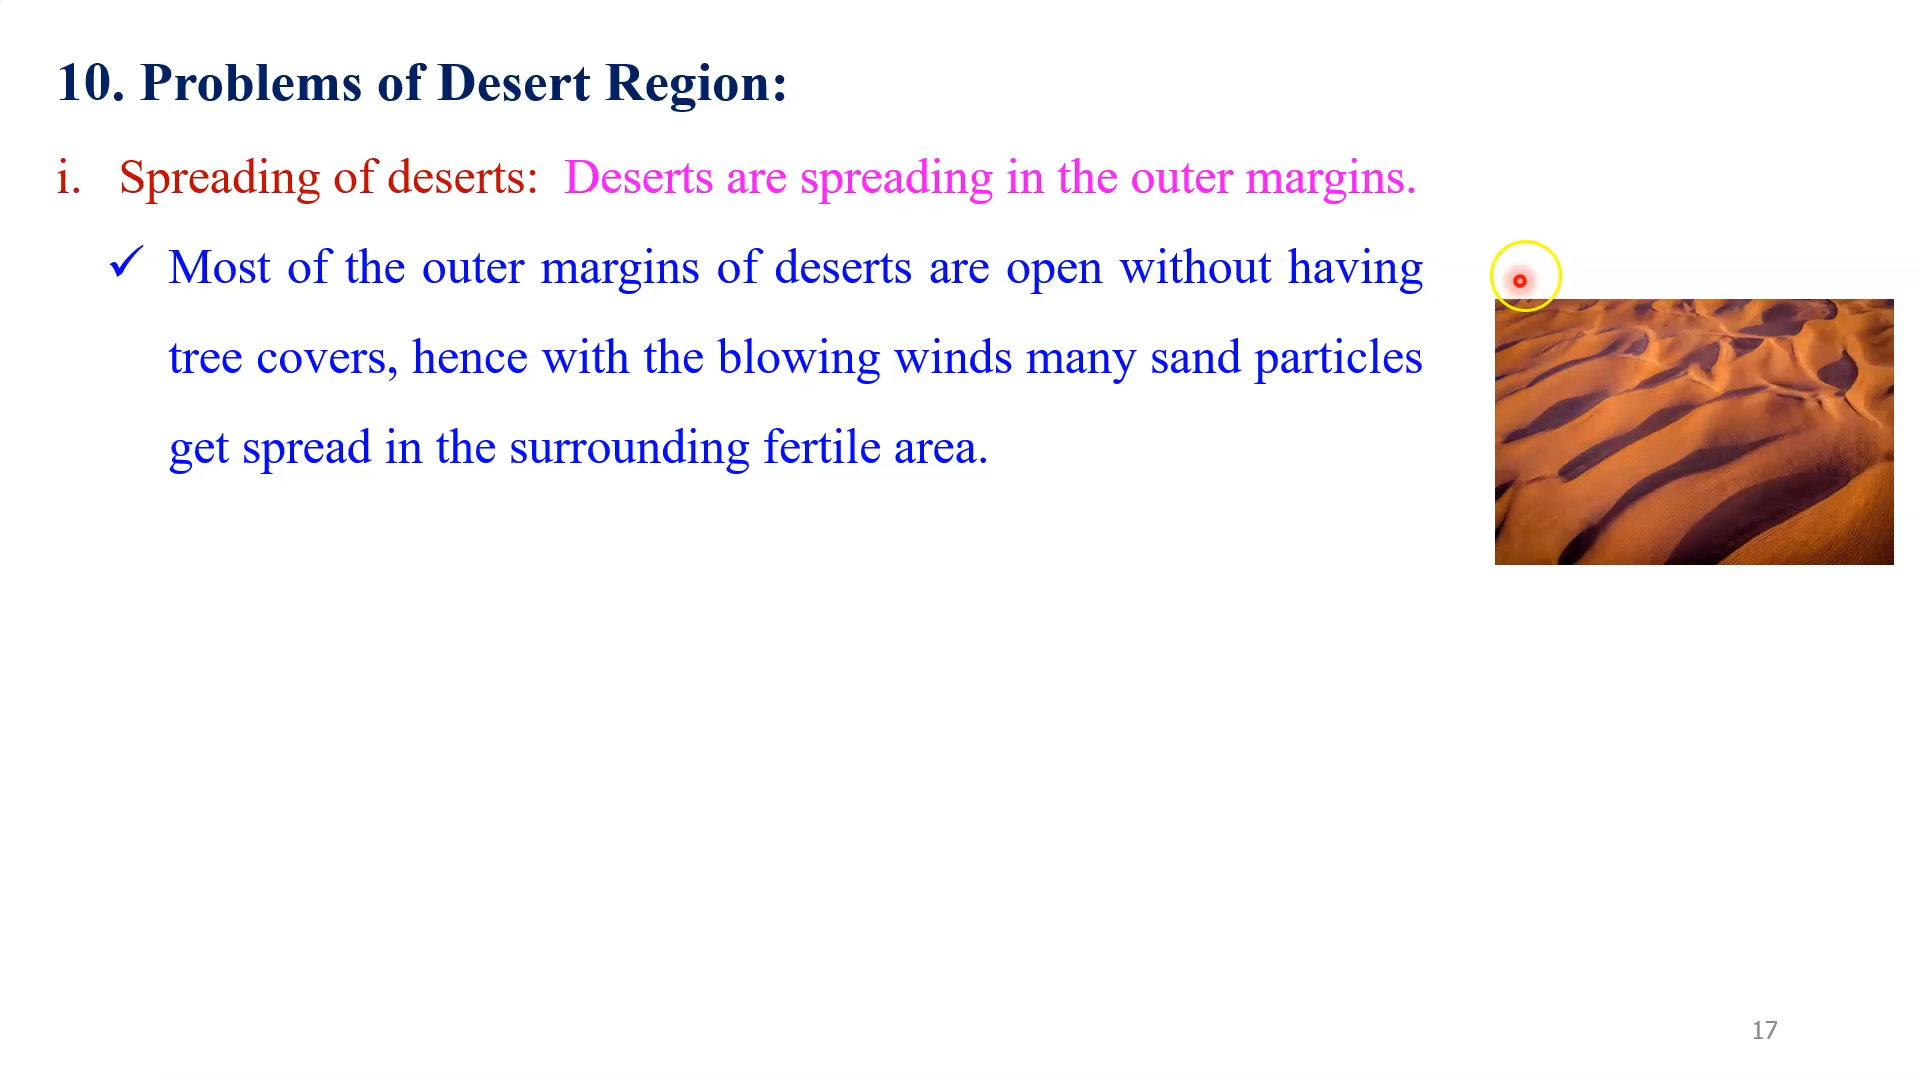 10. Problems of Desert Region:
i. Spreading of deserts: Deserts are spreading in the outer margins.
✓ Most of the outer margins of deserts are open without having
tree covers, hence with the blowing winds many sand particles
get spread in the surrounding fertile area.
17